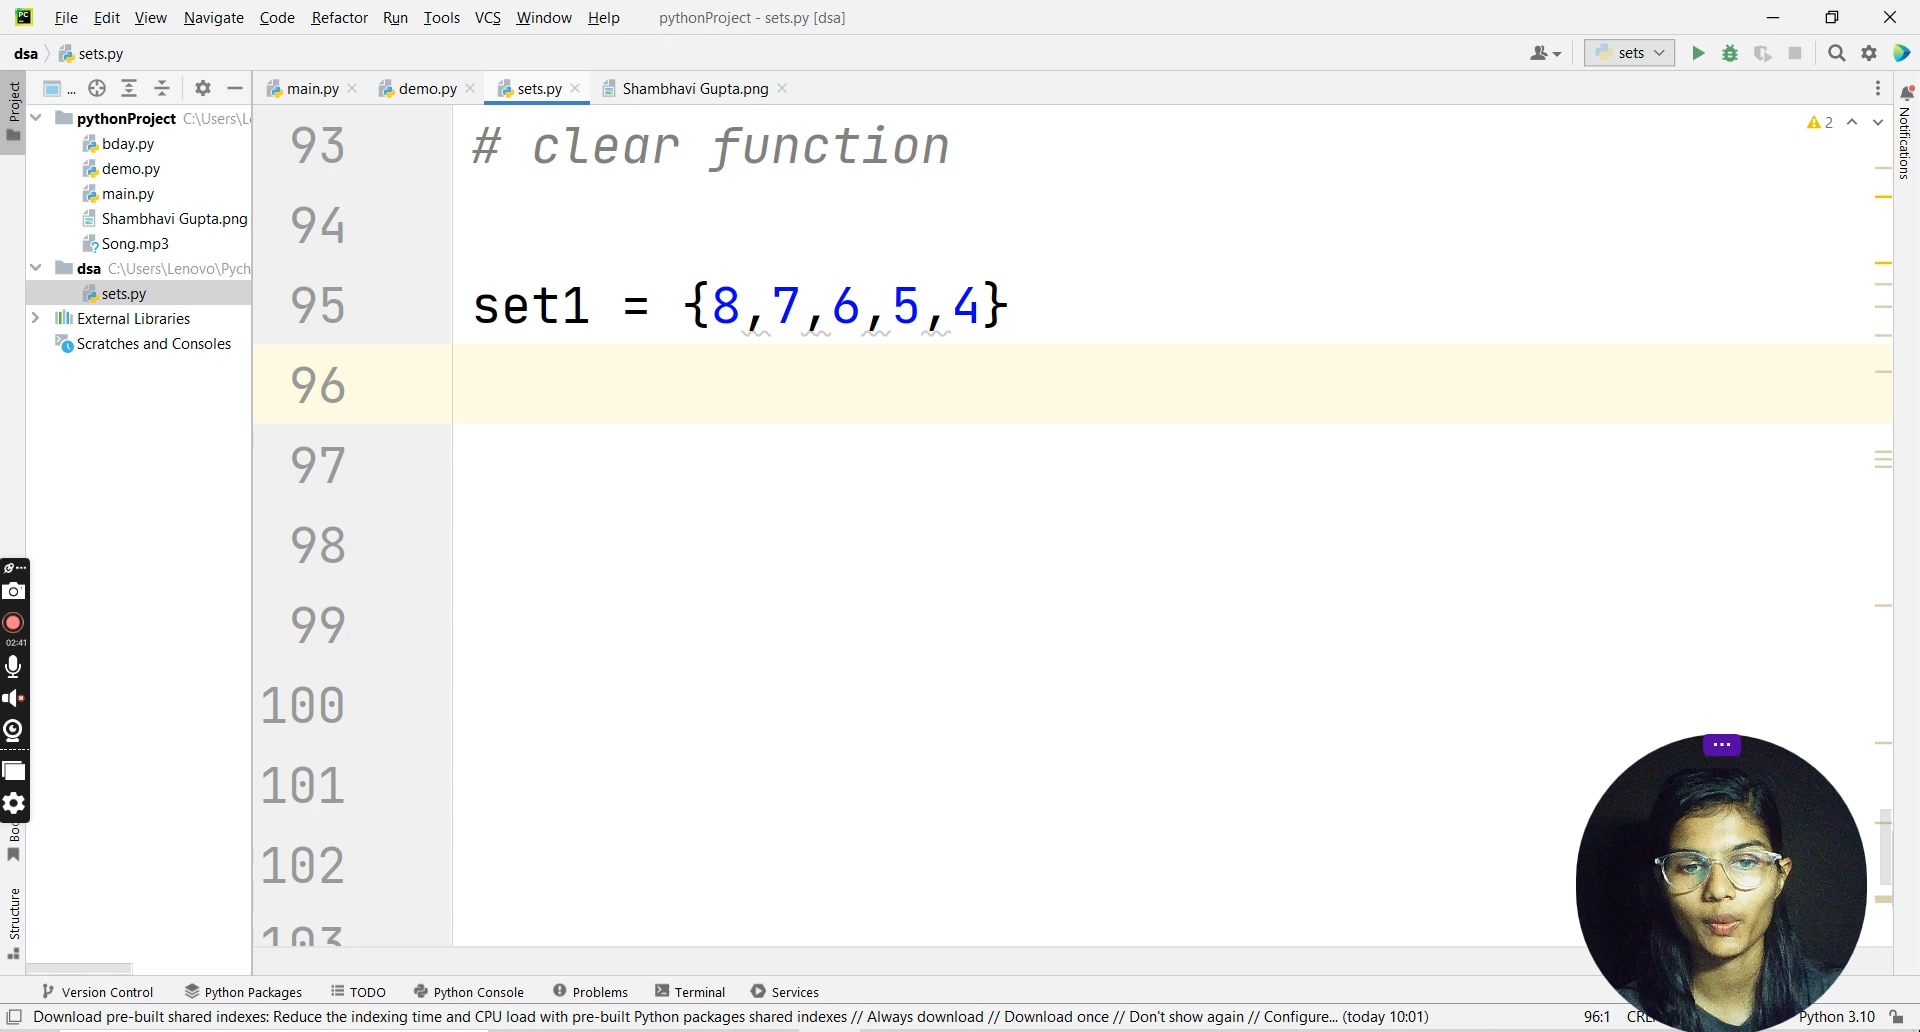 File Edit View Navigate Code Refactor Run Tools VCS Window Help pythonProject - sets.py [dsa]
dsa sets.py sets
Project ... main.py demo.py sets.py Shambhavi Gupta.png
pythonProject C:\Users\L
bday.py
demo.py
main.py
Shambhavi Gupta.png
Song.mp3
dsa C:\Users\Lenovo\Pych
sets.py
External Libraries
Scratches and Consoles
93 # clear function
94
95 set1 = {8,7,6,5,4}
96
97
98
99
100
101
102
103
2
Notifications
02:41
Structure
Version Control Python Packages TODO Python Console Problems Terminal Services
Download pre-built shared indexes: Reduce the indexing time and CPU load with pre-built Python packages shared indexes // Always download // Download once // Don't show again // Configure... (today 10:01) 96:1 Python 3.10